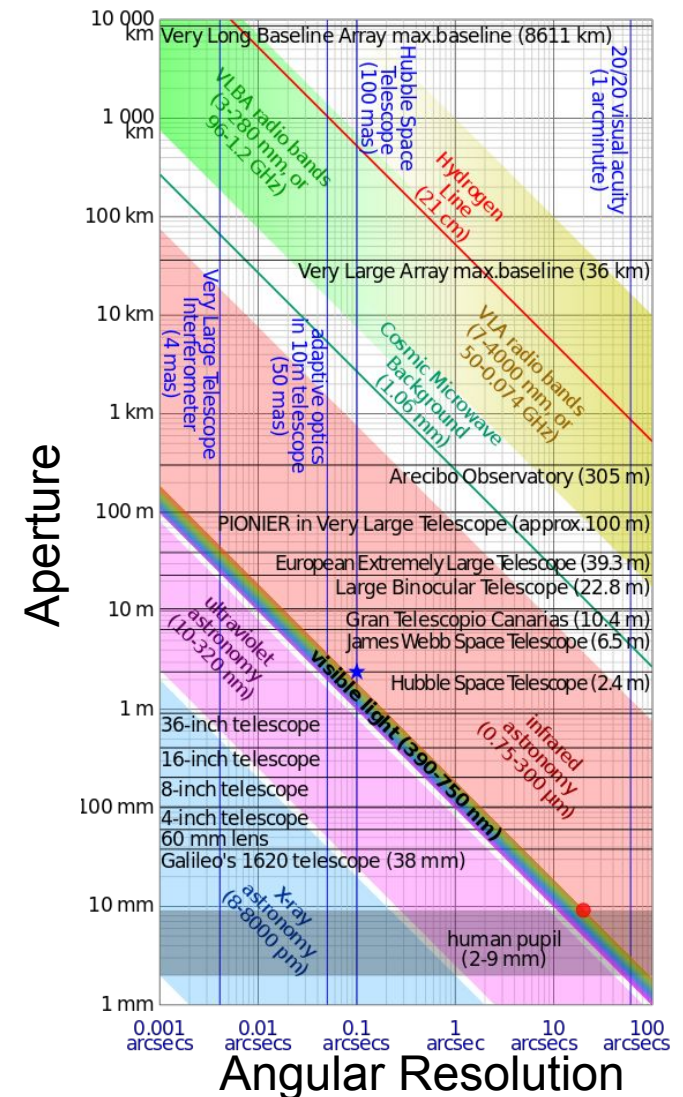 10 000
km
Very Long Baseline Array max.baseline (8611 km)
VLBA radio bands
(3-280 mm, or
96-1.2 GHz)
Hubble Space
Telescope
(100 mas)
20/20 visual acuity
(1 arcminute)
1 000
km
Hydrogen
Line
(21 cm)
100 km
Very Large Array max.baseline (36 km)
Very Large Telescope
Interferometer
(4 mas)
adaptive optics
in 10m telescope
(50 mas)
10 km
Cosmic Microwave
Background
(1.06 mm)
VLA radio bands
(7-4000 mm, or
50-0.074 GHz)
1 km
Arecibo Observatory (305 m)
100 m
PIONIER in Very Large Telescope (approx.100 m)
European Extremely Large Telescope (39.3 m)
Large Binocular Telescope (22.8 m)
10 m
Gran Telescopio Canarias (10.4 m)
James Webb Space Telescope (6.5 m)
ultraviolet
astronomy
(10-320 nm)
visible light (390-750 nm)
Hubble Space Telescope (2.4 m)
1 m
36-inch telescope
infrared
astronomy
(0.75-300 µm)
16-inch telescope
8-inch telescope
100 mm
4-inch telescope
60 mm lens
Galileo's 1620 telescope (38 mm)
10 mm
X-ray
astronomy
(8-8000 pm)
human pupil
(2-9 mm)
1 mm
0.001
arcsecs
0.01
arcsecs
0.1
arcsecs
1
arcsec
10
arcsecs
100
arcsecs
Aperture
Angular Resolution